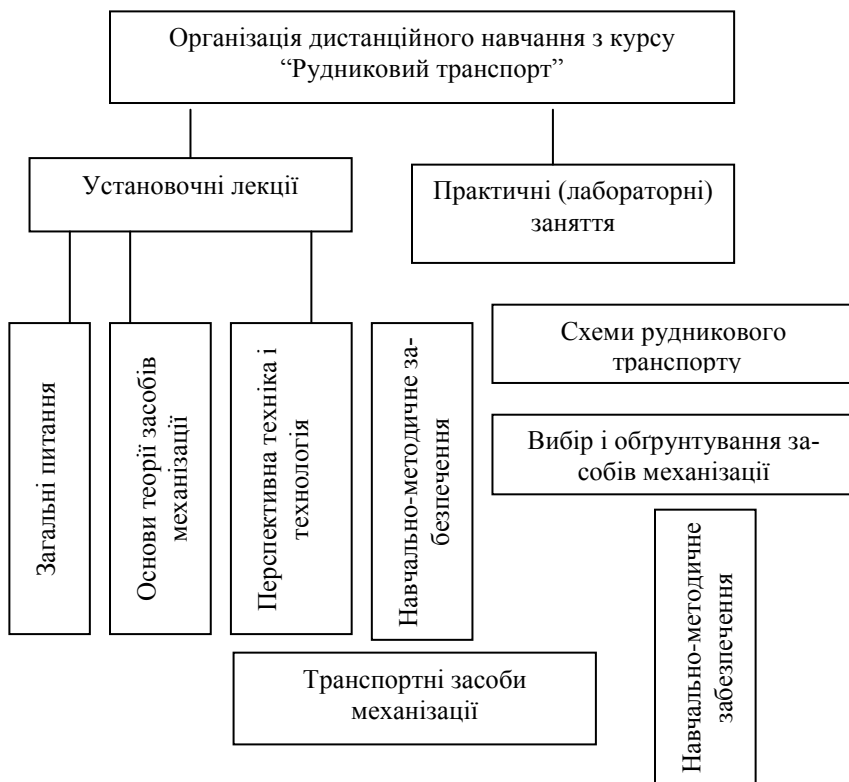 Організація дистанційного навчання з курсу
“Рудниковий транспорт”
Установочні лекції
Практичні (лабораторні)
заняття
Загальні питання
Основи теорії засобів
механізації
Перспективна техніка і
технологія
Навчально-методичне за-
безпечення
Схеми рудникового
транспорту
Вибір і обґрунтування за-
собів механізації
Транспортні засоби
механізації
Навчально-методичне
забезпечення